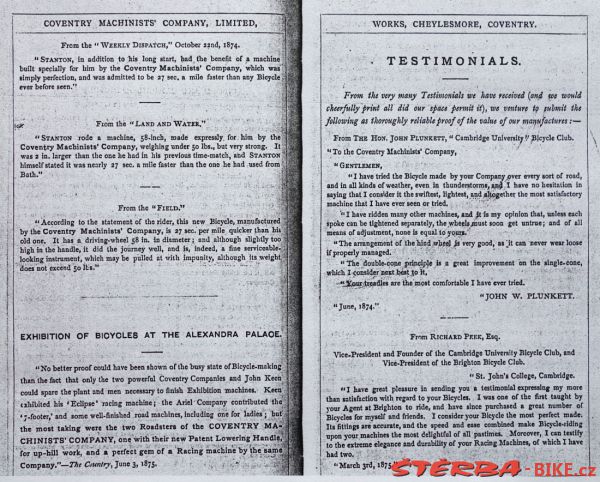 COVENTRY MACHINISTS' COMPANY, LIMITED,
From the "WEEKLY DISPATCH," October 22nd, 1874.
"STANTON, in addition to his long start, had the benefit of a machine
built specially for him by the Coventry Machinists' Company, which was
simply perfection, and was admitted to be 27 sec. a mile faster than any Bicycle
ever before seen."
From the "LAND AND WATER."
"STANTON rode a machine, 58-inch, made expressly for him by the
Coventry Machinists' Company, weighing under 50 lbs., but very strong. It
was 2 in. larger than the one he had in his previous time-match, and STANTON
himself stated it was nearly 27 sec. a mile faster than the one he had used from
Bath."
From the "FIELD."
"According to the statement of the rider, this new Bicycle, manufactured
by the Coventry Machinists' Company, is 27 sec. per mile quicker than his
old one. It has a driving-wheel 58 in. in diameter; and although slightly too
high in the handle, it did the journey well, and is, indeed, a fine serviceable-
looking instrument, which may be pulled at with impunity, although its weight
does not exceed 50 lbs."
EXHIBITION OF BICYCLES AT THE ALEXANDRA PALACE.
"No better proof could have been shown of the busy state of Bicycle-making
than the fact that only the two powerful Coventry Companies and John Keen
could spare the plant and men necessary to finish Exhibition machines. Keen
exhibited his 'Eclipse' racing machine; the Ariel Company contributed the
'7-footer,' and some well-finished road machines, including one for ladies; but
the most taking were the two Roadsters of the COVENTRY MA-
CHINISTS' COMPANY, one with their new Patent Lowering Handle,
for up-hill work, and a perfect gem of a Racing machine by the same
Company."—The Country, June 3, 1875.
WORKS, CHEYLESMORE, COVENTRY.
TESTIMONIALS.
From the very many Testimonials we have received (and we would
cheerfully print all did our space permit it), we venture to submit the
following as thoroughly reliable proof of the value of our manufactures :—
From THE HON. JOHN PLUNKETT, "Cambridge University" Bicycle Club.
"To the Coventry Machinists' Company,
"GENTLEMEN,
"I have tried the Bicycle made by your Company over every sort of road,
and in all kinds of weather, even in thunderstorms, and I have no hesitation in
saying that I consider it the swiftest, lightest, and altogether the most satisfactory
machine that I have ever seen or tried.
"I have ridden many other machines, and it is my opinion that, unless each
spoke can be tightened separately, the wheels must soon get untrue; and of all
means of adjustment, none is equal to yours.
"The arrangement of the hind wheel is very good, as it can never wear loose
if properly managed.
"The double-cone principle is a great improvement on the single-cone,
which I consider next best to it.
"Your treadles are the most comfortable I have ever tried.
"JOHN W. PLUNKETT.
"June, 1874."
From RICHARD PEEK, Esq.
Vice-President and Founder of the Cambridge University Bicycle Club, and
Vice-President of the Brighton Bicycle Club.
"St. John's College, Cambridge.
"I have great pleasure in sending you a testimonial expressing my more
than satisfaction with regard to your Bicycles. I was one of the first taught by
your Agent at Brighton to ride, and have since purchased a great number of
Bicycles for myself and friends. I consider your Bicycle the most perfect made.
Its fittings are accurate, and the speed and ease combined make Bicycle-riding
upon your machines the most delightful of all pastimes. Moreover, I can testify
to the extreme elegance and durability of your Racing Machines, of which I have
had two.
"March 3rd, 1875."
ŠTĚRBA-BIKE.cz